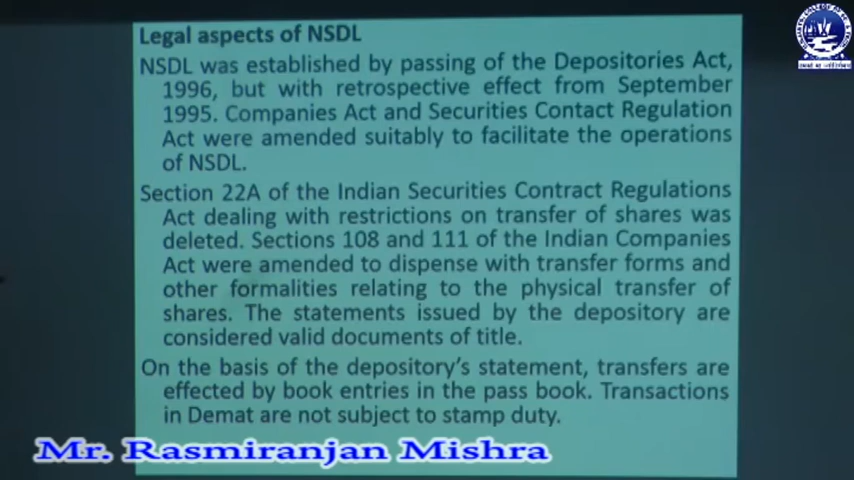 Legal aspects of NSDL
NSDL was established by passing of the Depositories Act,
1996, but with retrospective effect from September
1995. Companies Act and Securities Contact Regulation
Act were amended suitably to facilitate the operations
of NSDL.
Section 22A of the Indian Securities Contract Regulations
Act dealing with restrictions on transfer of shares was
deleted. Sections 108 and 111 of the Indian Companies
Act were amended to dispense with transfer forms and
other formalities relating to the physical transfer of
shares. The statements issued by the depository are
considered valid documents of title.
On the basis of the depository's statement, transfers are
effected by book entries in the pass book. Transactions
in Demat are not subject to stamp duty.
Mr. Rasmiranjan Mishra